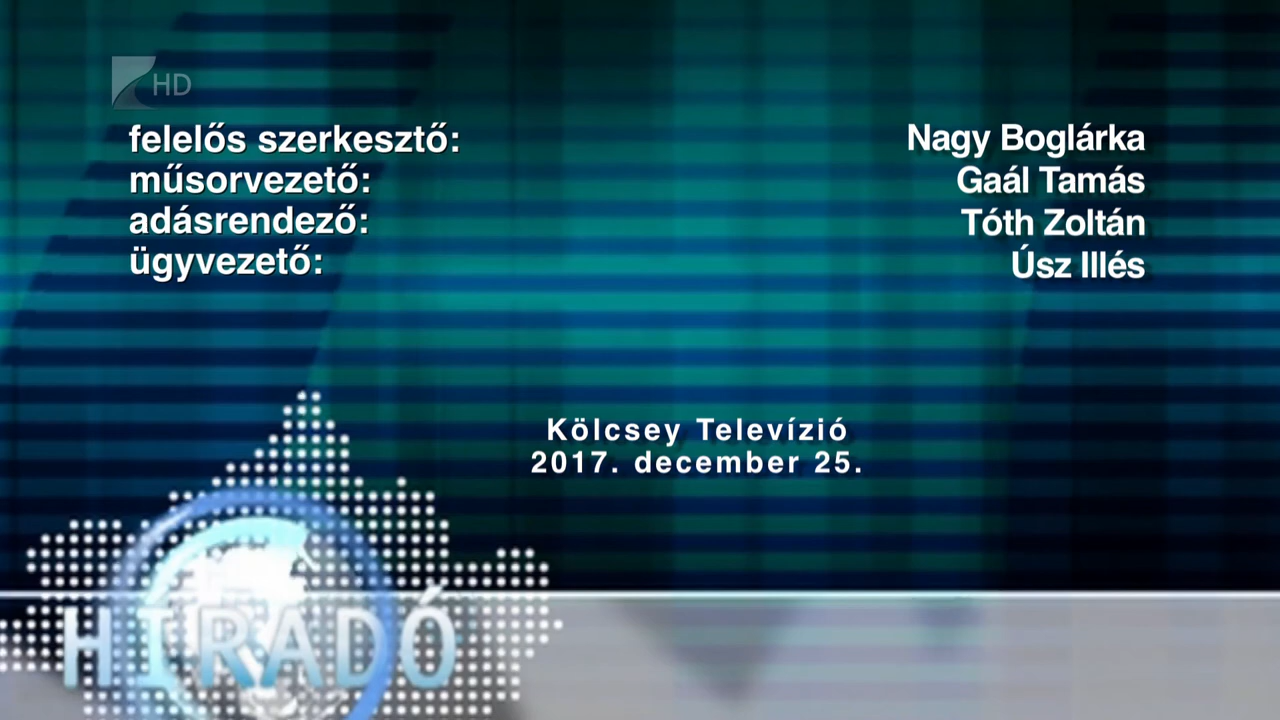 HD
felelős szerkesztő: Nagy Boglárka
műsorvezető: Gaál Tamás
adásrendező: Tóth Zoltán
ügyvezető: Úsz Illés
Kölcsey Televízió
2017. december 25.
HÍRADÓ